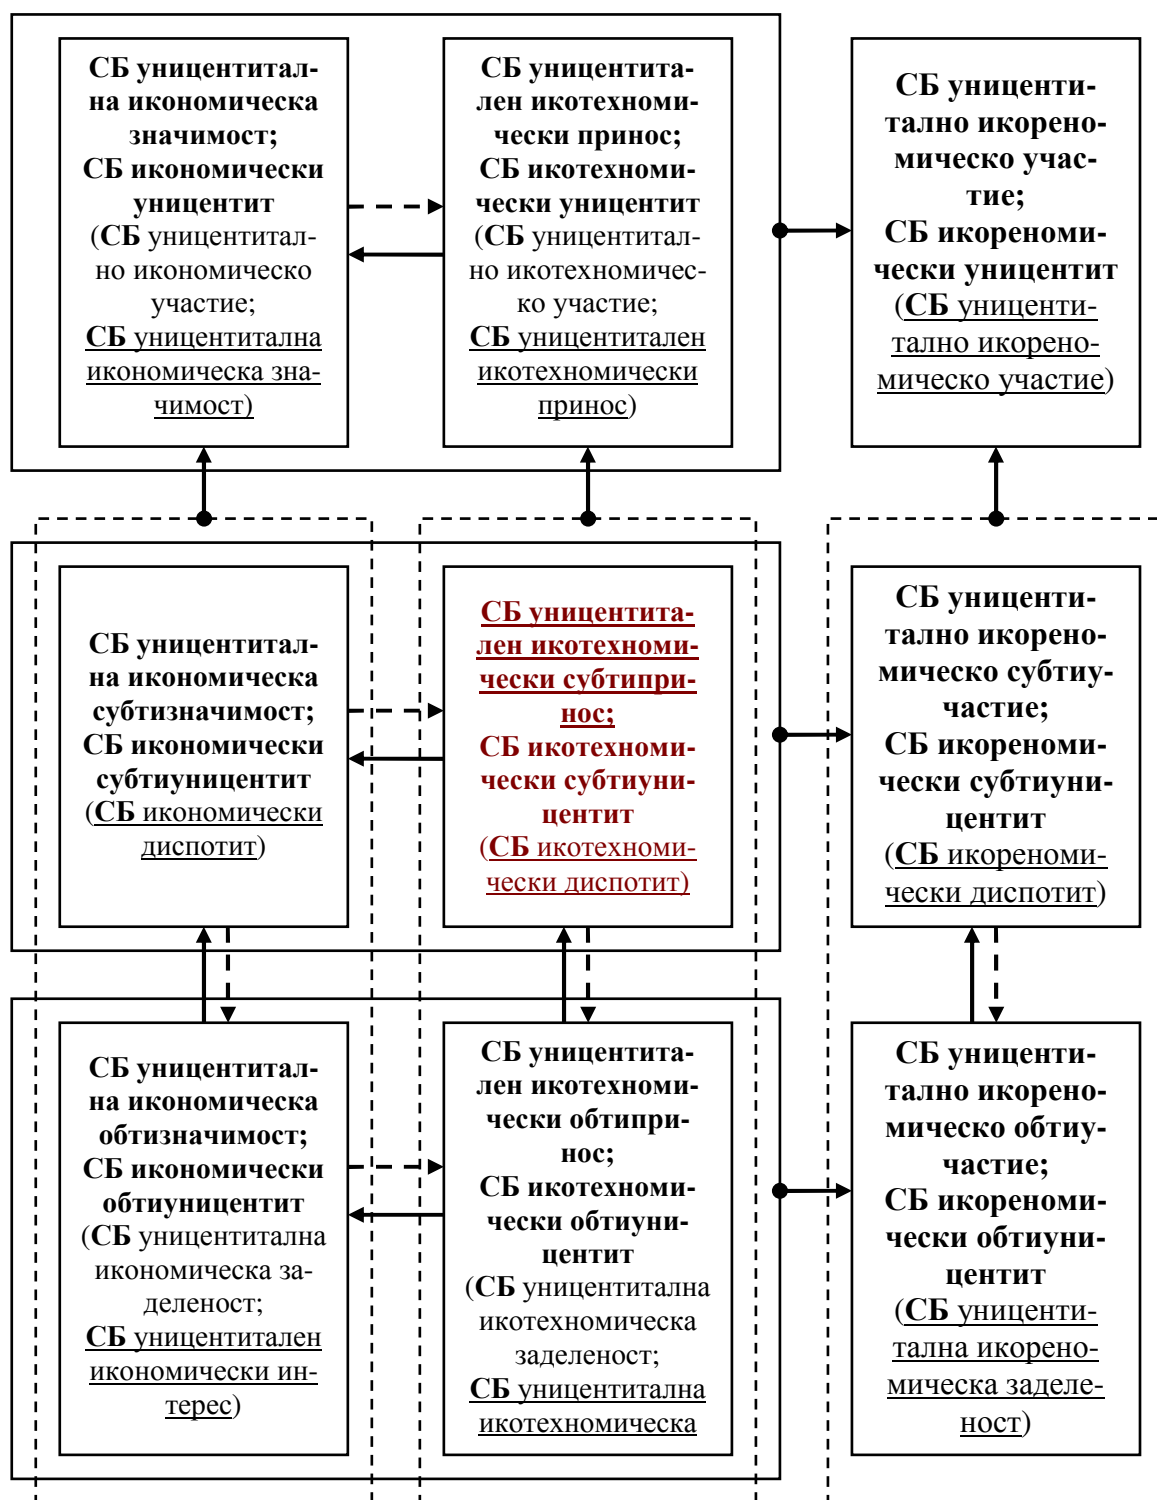 СБ уницентитал-
на икономическа
значимост;
СБ икономически
уницентит
(СБ уницентитал-
но икономическо
участие;
СБ уницентитална
икономическа зна-
чимост)
СБ уницентита-
лен икотехноми-
чески принос;
СБ икотехноми-
чески уницентит
(СБ уницентитал-
но икотехномичес-
ко участие;
СБ уницентитален
икотехномически
принос)
СБ униценти-
тално икорено-
мическо учас-
тие;
СБ икореноми-
чески уницентит
(СБ униценти-
тално икорено-
мическо участие)
СБ уницентитал-
на икономическа
субтизначимост;
СБ икономически
субтиуницентит
(СБ икономически
диспотит)
СБ уницентита-
лен икотехноми-
чески субтипри-
нос;
СБ икотехноми-
чески субтиуни-
центит
(СБ икотехноми-
чески диспотит)
СБ униценти-
тално икорено-
мическо субтиу-
частие;
СБ икореноми-
чески субтиуни-
центит
(СБ икореноми-
чески диспотит)
СБ уницентитал-
на икономическа
обтизначимост;
СБ икономически
обтиуницентит
(СБ уницентитална
икономическа за-
деленост;
СБ уницентитален
икономически ин-
терес)
СБ уницентита-
лен икотехноми-
чески обтипри-
нос;
СБ икотехноми-
чески обтиуни-
центит
(СБ уницентитална
икотехномическа
заделеност;
СБ уницентитална
икотехномическа
СБ униценти-
тално икорено-
мическо обтиу-
частие;
СБ икореноми-
чески обтиуни-
центит
(СБ униценти-
тална икорено-
мическа заделе-
ност)